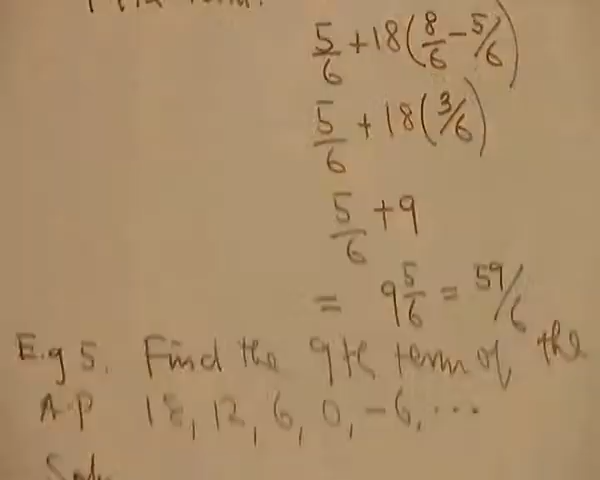 5/6 + 18(8/6 - 5/6)
5/6 + 18(3/6)
5/6 + 9
= 9 5/6 = 59/6
E.g 5. Find the 9th term of the
A.P 18, 12, 6, 0, -6, ...
Soln